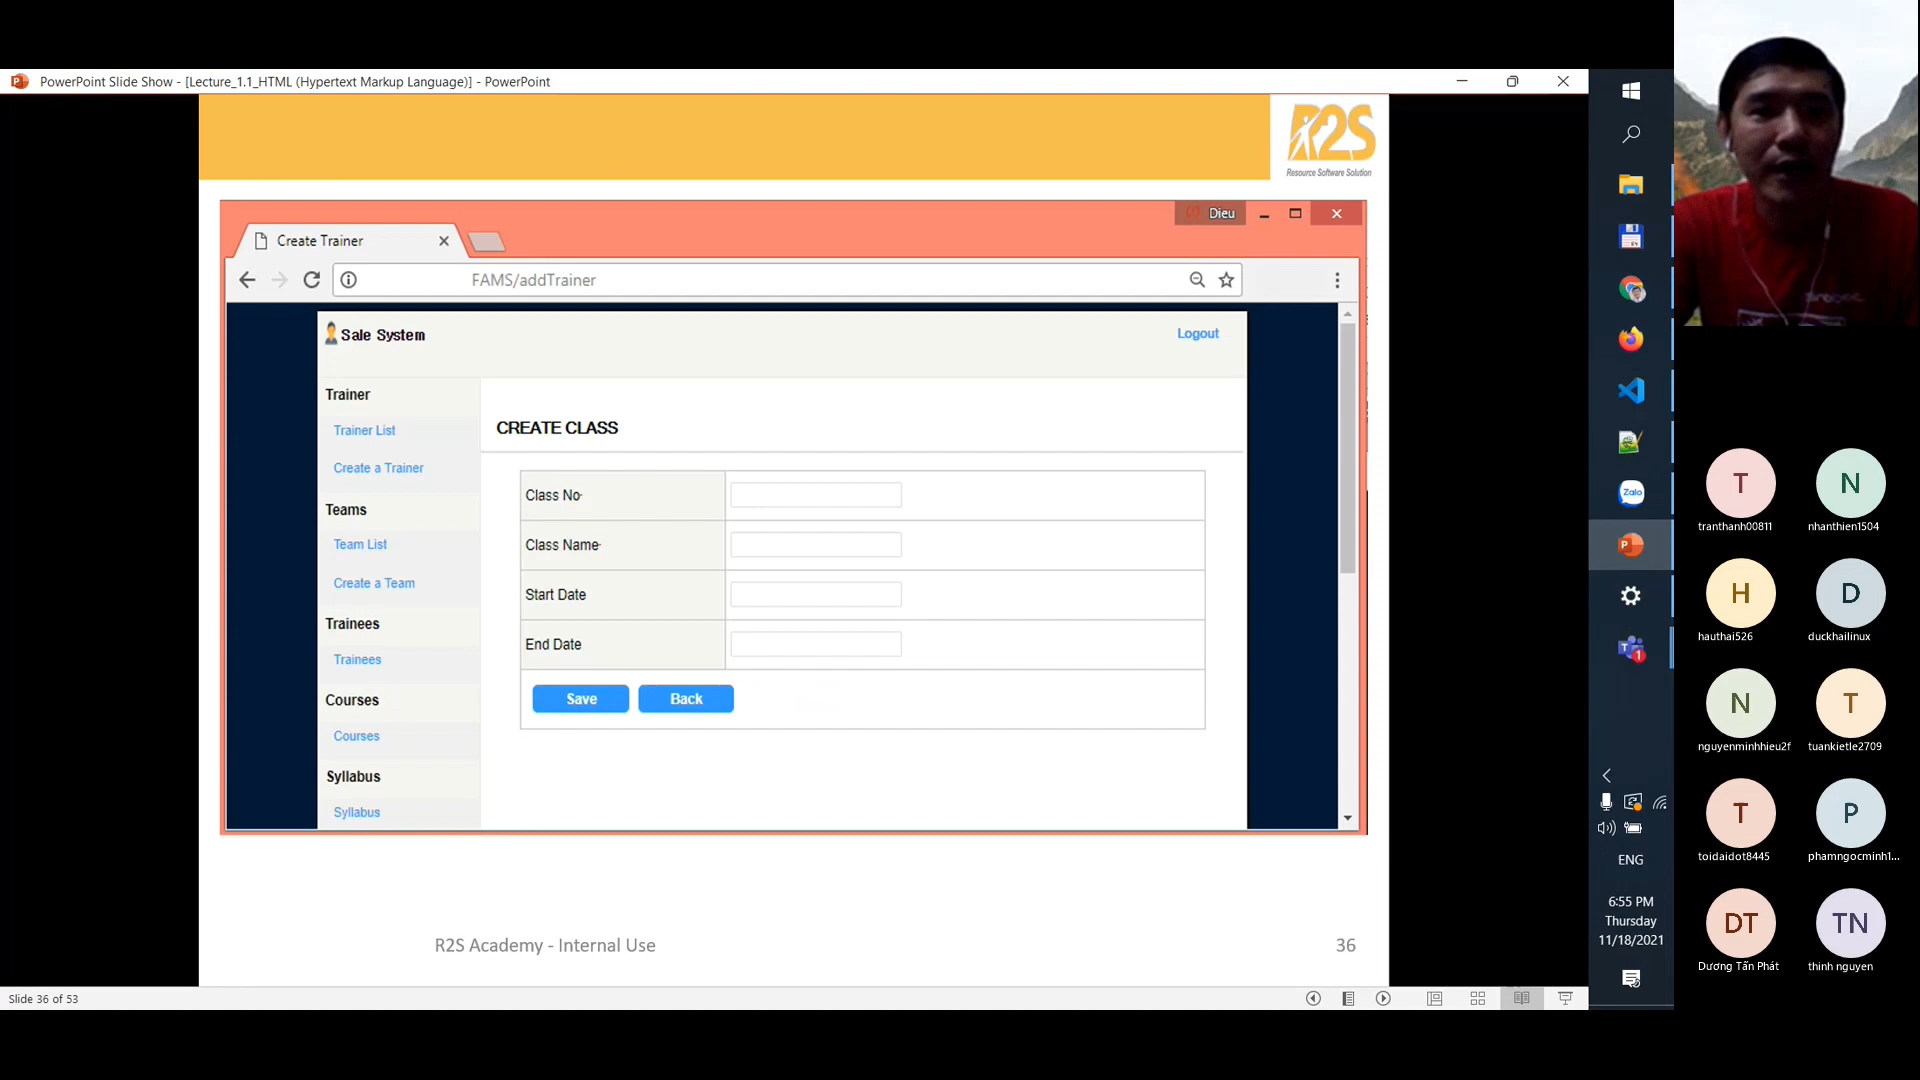 PowerPoint Slide Show - [Lecture_1.1_HTML (Hypertext Markup Language)] - PowerPoint
R2S
Resource Software Solution
Dieu
Create Trainer
FAMS/addTrainer
Sale System
Logout
Trainer
Trainer List
Create a Trainer
Teams
Team List
Create a Team
Trainees
Trainees
Courses
Courses
Syllabus
Syllabus
CREATE CLASS
Class No
Class Name
Start Date
End Date
Save
Back
R2S Academy - Internal Use
36
Slide 36 of 53
Zalo
1
ENG
6:55 PM
Thursday
11/18/2021
T
tranthanh00811
N
nhanthien1504
H
hauthai526
D
duckhailinux
N
nguyenminhhieu2f
T
tuankietle2709
T
toidaidot8445
P
phamngocminh1...
DT
Dương Tấn Phát
TN
thinh nguyen